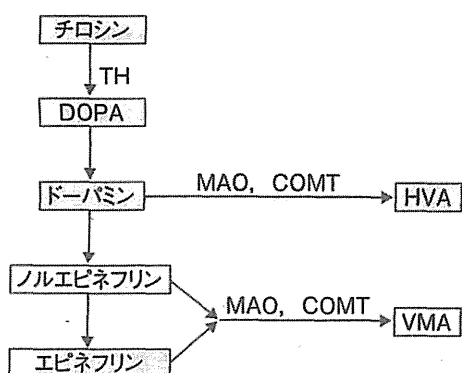 チロシン
TH
DOPA
ドーパミン
MAO, COMT
HVA
ノルエピネフリン
MAO, COMT
VMA
エピネフリン